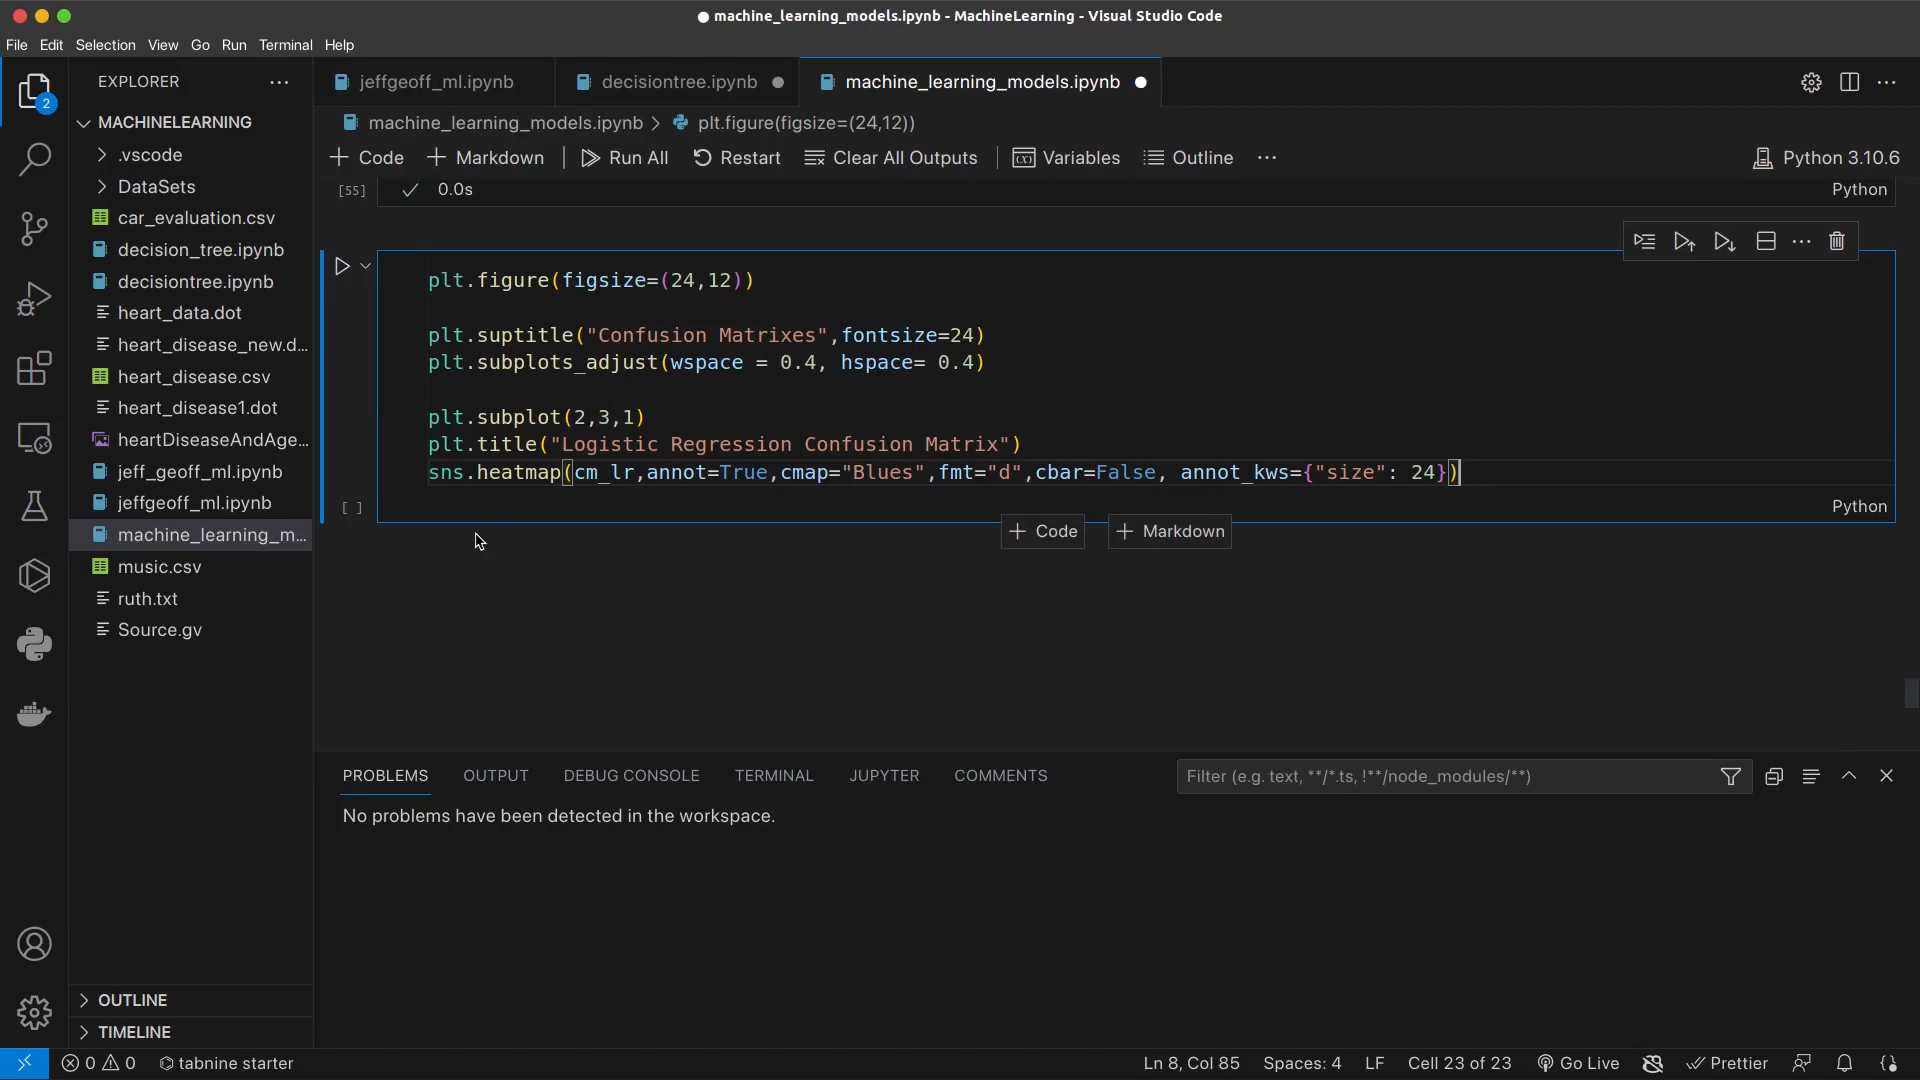 machine_learning_models.ipynb - MachineLearning - Visual Studio Code
File Edit Selection View Go Run Terminal Help
EXPLORER
jeffgeoff_ml.ipynb
decisiontree.ipynb
machine_learning_models.ipynb
2
MACHINELEARNING
machine_learning_models.ipynb > plt.figure(figsize=(24,12))
.vscode
+ Code + Markdown Run All Restart Clear All Outputs Variables Outline ... Python 3.10.6
DataSets
[55] ✓ 0.0s Python
car_evaluation.csv
decision_tree.ipynb
decisiontree.ipynb
heart_data.dot
heart_disease_new.d...
heart_disease.csv
heart_disease1.dot
heartDiseaseAndAge...
jeff_geoff_ml.ipynb
jeffgeoff_ml.ipynb
machine_learning_m...
music.csv
ruth.txt
Source.gv
plt.figure(figsize=(24,12))
plt.suptitle("Confusion Matrixes",fontsize=24)
plt.subplots_adjust(wspace = 0.4, hspace= 0.4)
plt.subplot(2,3,1)
plt.title("Logistic Regression Confusion Matrix")
sns.heatmap(cm_lr,annot=True,cmap="Blues",fmt="d",cbar=False, annot_kws={"size": 24})
[ ] Python
+ Code + Markdown
PROBLEMS OUTPUT DEBUG CONSOLE TERMINAL JUPYTER COMMENTS
Filter (e.g. text, **/*.ts, !**/node_modules/**)
No problems have been detected in the workspace.
OUTLINE
TIMELINE
0 0 tabnine starter Ln 8, Col 85 Spaces: 4 LF Cell 23 of 23 Go Live Prettier